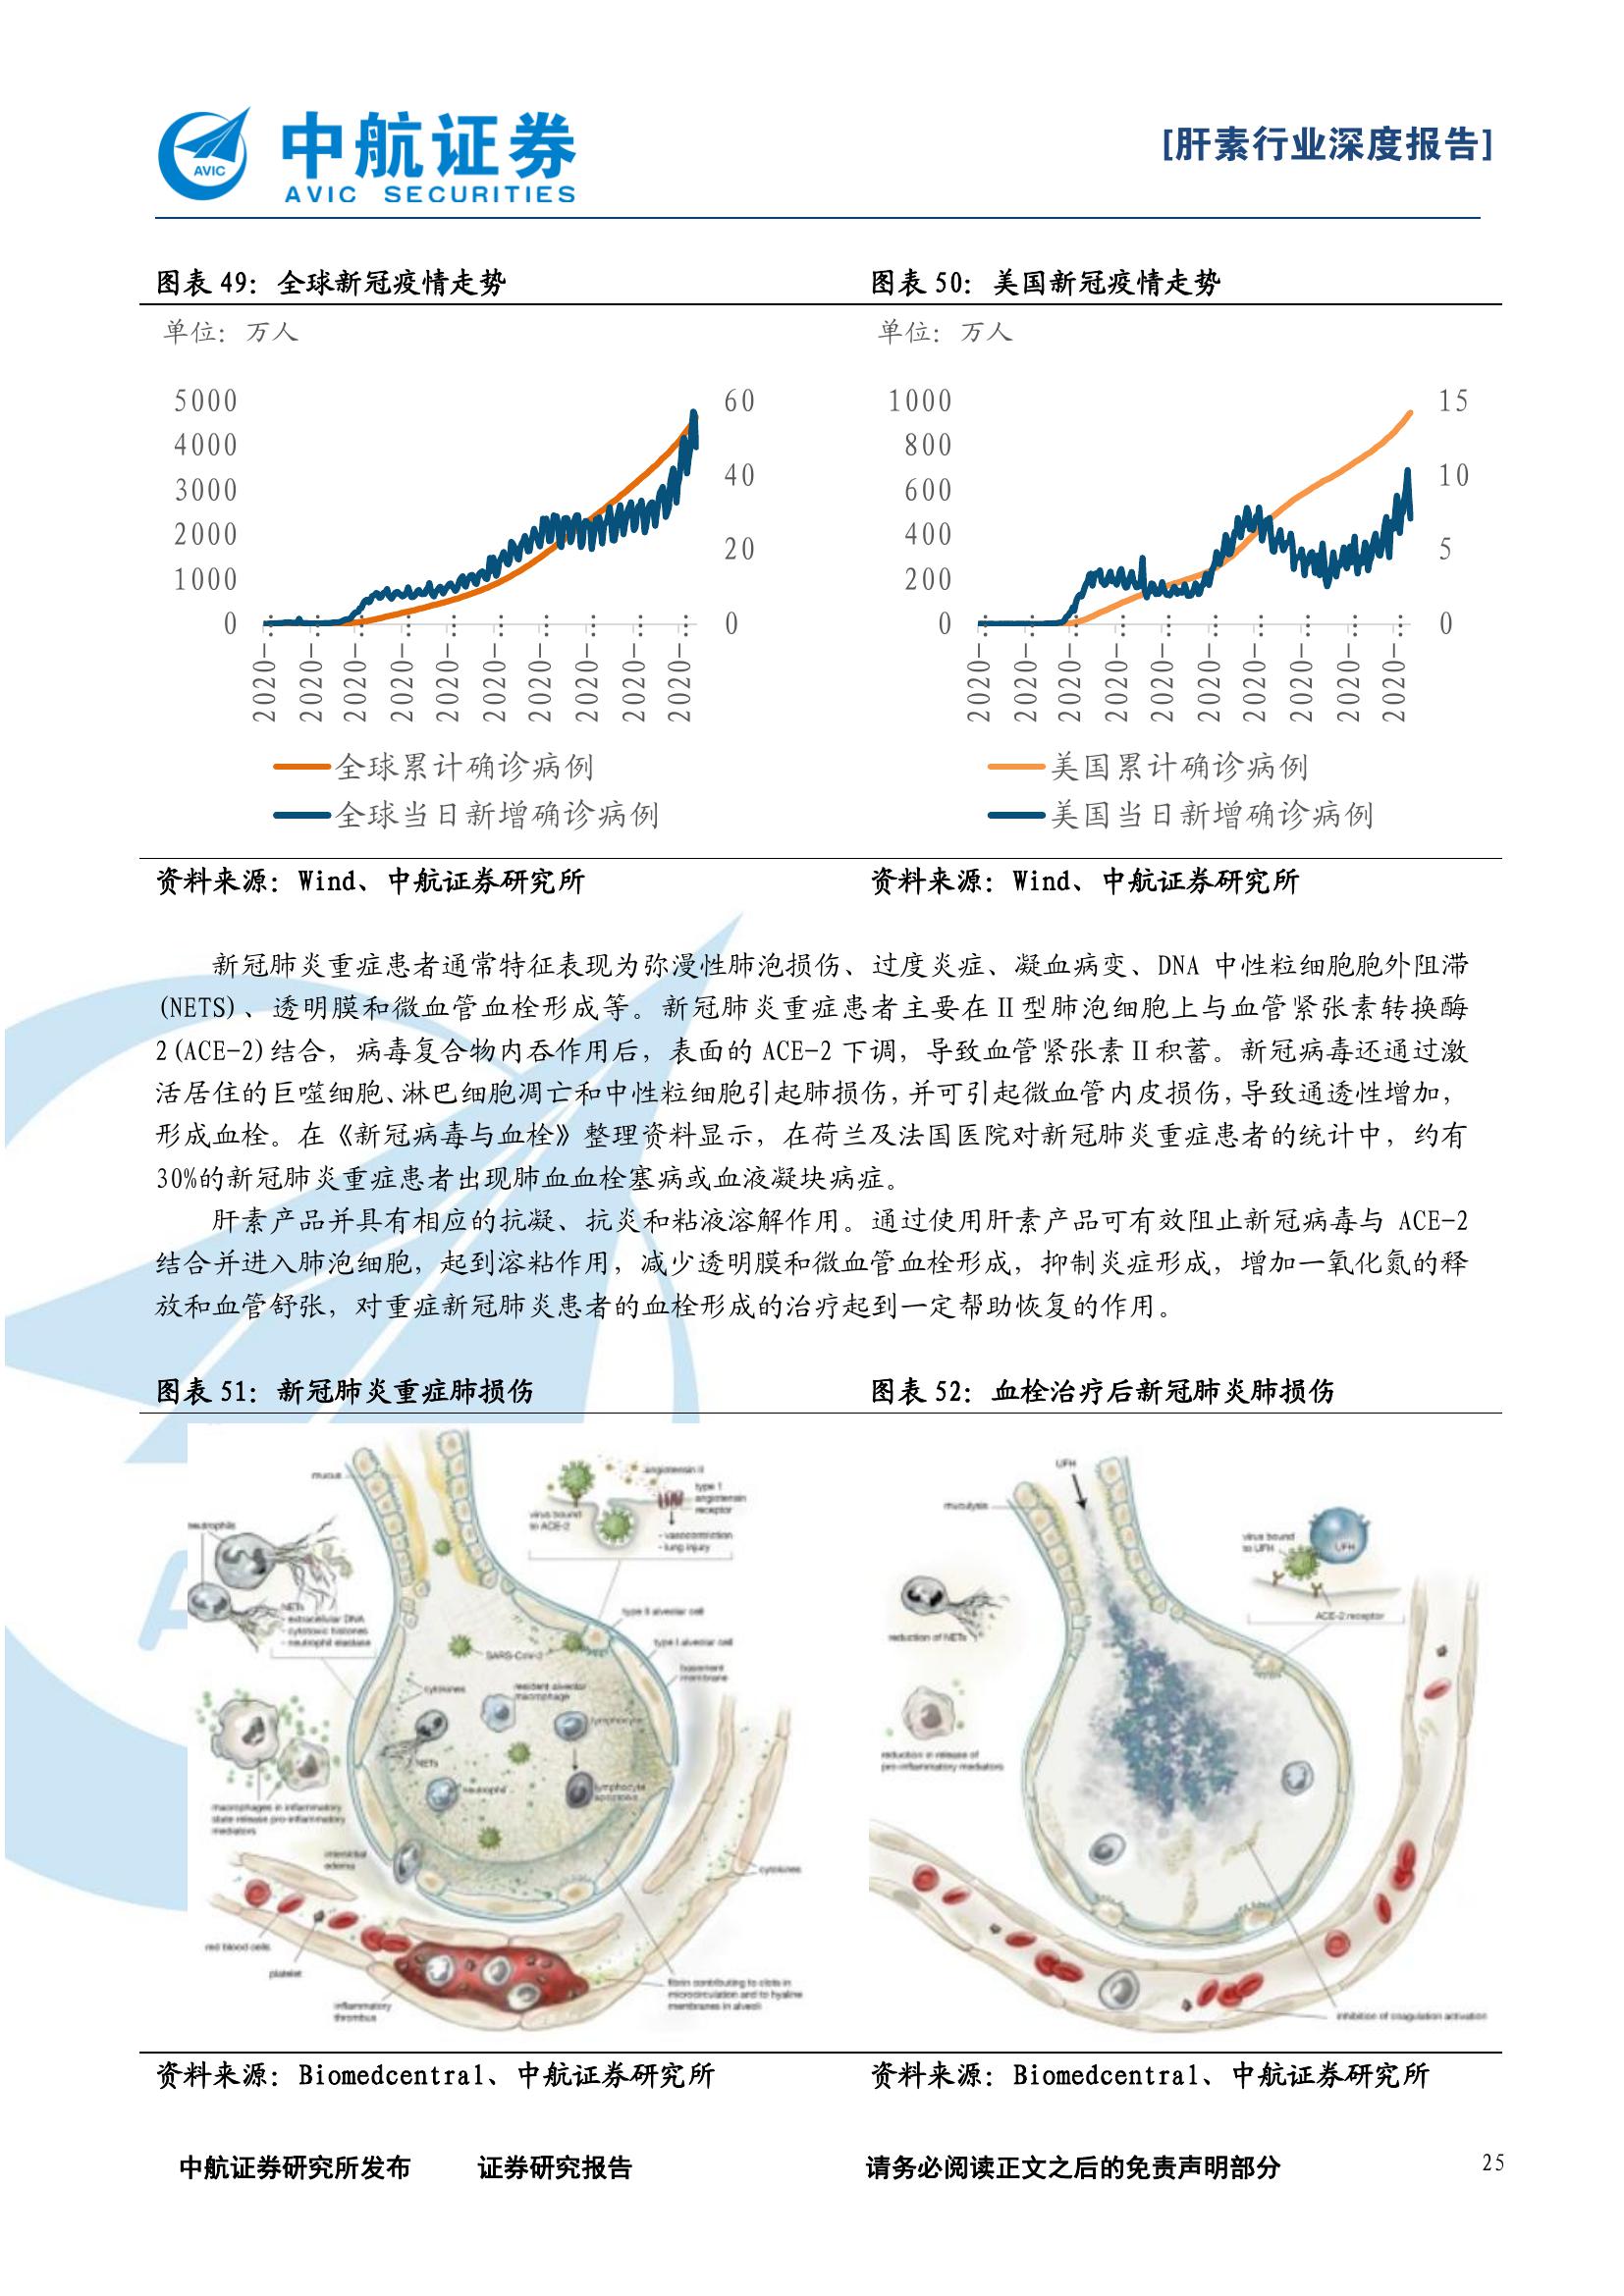 AVIC
中航证券
AVIC SECURITIES
[肝素行业深度报告]
图表 49：全球新冠疫情走势
单位：万人
5000
4000
3000
2000
1000
0
60
40
20
0
2020-
2020-
2020-
2020-
2020-
2020-
2020-
2020-
2020-
2020-
全球累计确诊病例
全球当日新增确诊病例
资料来源：Wind、中航证券研究所
图表 50：美国新冠疫情走势
单位：万人
1000
800
600
400
200
0
15
10
5
0
2020-
2020-
2020-
2020-
2020-
2020-
2020-
2020-
2020-
2020-
美国累计确诊病例
美国当日新增确诊病例
资料来源：Wind、中航证券研究所
新冠肺炎重症患者通常特征表现为弥漫性肺泡损伤、过度炎症、凝血病变、DNA 中性粒细胞胞外阻滞
(NETS)、透明膜和微血管血栓形成等。新冠肺炎重症患者主要在 II 型肺泡细胞上与血管紧张素转换酶
2(ACE-2)结合，病毒复合物内吞作用后，表面的 ACE-2 下调，导致血管紧张素 II 积蓄。新冠病毒还通过激
活居住的巨噬细胞、淋巴细胞凋亡和中性粒细胞引起肺损伤，并可引起微血管内皮损伤，导致通透性增加，
形成血栓。在《新冠病毒与血栓》整理资料显示，在荷兰及法国医院对新冠肺炎重症患者的统计中，约有
30%的新冠肺炎重症患者出现肺血血栓塞病或血液凝块病症。
肝素产品并具有相应的抗凝、抗炎和粘液溶解作用。通过使用肝素产品可有效阻止新冠病毒与 ACE-2
结合并进入肺泡细胞，起到溶粘作用，减少透明膜和微血管血栓形成，抑制炎症形成，增加一氧化氮的释
放和血管舒张，对重症新冠肺炎患者的血栓形成的治疗起到一定帮助恢复的作用。
图表 51：新冠肺炎重症肺损伤
mucus
angiotensin II
type 1
angiotensin
receptor
virus bound
to ACE-2
- vasoconstriction
- lung injury
neutrophils
NETs
- extracellular DNA
- cytotoxic histones
- neutrophil elastase
type II alveolar cell
type I alveolar cell
basement
membrane
SARS-Cov-2
cytokines
resident alveolar
macrophage
lymphocyte
NETs
neutrophil
lymphocyte
apoptosis
macrophages in inflammatory
state release pro-inflammatory
mediators
interstitial
edema
cytokines
red blood cells
platelet
inflammatory
thrombus
fibrin contributing to clots in
microcirculation and to hyaline
membranes in alveoli
资料来源：Biomedcentral、中航证券研究所
图表 52：血栓治疗后新冠肺炎肺损伤
UFH
mucolysis
virus bound
to UFH
UFH
ACE-2 receptor
reduction of NETs
reduction in release of
pro-inflammatory mediators
inhibition of coagulation activation
资料来源：Biomedcentral、中航证券研究所
中航证券研究所发布 证券研究报告 请务必阅读正文之后的免责声明部分 25